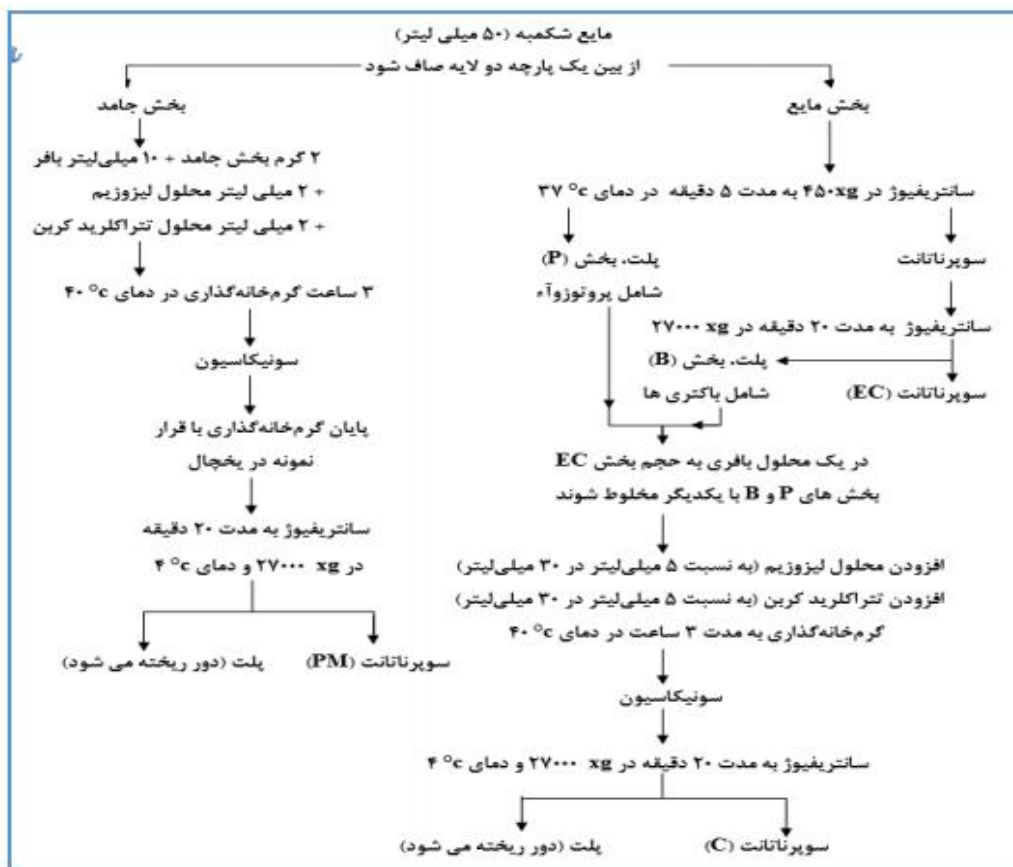 مایع شکمبه (۵۰ میلی لیتر)
از بین یک پارچه دو لایه صاف شود
بخش مایع
سانتریفیوژ در ۴۵۰xg به مدت ۵ دقیقه در دمای ۳۷ °c
سوپرناتانت
پلت. بخش (P)
شامل پروتوزوآء
سانتریفیوژ به مدت ۲۰ دقیقه در ۲۷۰۰۰ xg
پلت. بخش (B)
شامل باکتری ها
سوپرناتانت (EC)
در یک محلول بافری به حجم بخش EC
بخش های P و B با یکدیگر مخلوط شوند
افزودن محلول لیزوزیم (به نسبت ۵ میلی‌لیتر در ۳۰ میلی‌لیتر)
افزودن تتراکلرید کربن (به نسبت ۵ میلی‌لیتر در ۳۰ میلی‌لیتر)
گرم‌خانه‌گذاری به مدت ۳ ساعت در دمای ۴۰ °c
سونیکاسیون
سانتریفیوژ به مدت ۲۰ دقیقه در ۲۷۰۰۰ xg و دمای ۴ °c
سوپرناتانت (C)
پلت (دور ریخته می شود)
بخش جامد
۲ گرم بخش جامد + ۱۰ میلی‌لیتر بافر
+ ۲ میلی لیتر محلول لیزوزیم
+ ۲ میلی لیتر محلول تتراکلرید کربن
۳ ساعت گرم‌خانه‌گذاری در دمای ۴۰ °c
سونیکاسیون
پایان گرم‌خانه‌گذاری با قرار
نمونه در یخچال
سانتریفیوژ به مدت ۲۰ دقیقه
در ۲۷۰۰۰ xg و دمای ۴ °c
سوپرناتانت (PM)
پلت (دور ریخته می شود)